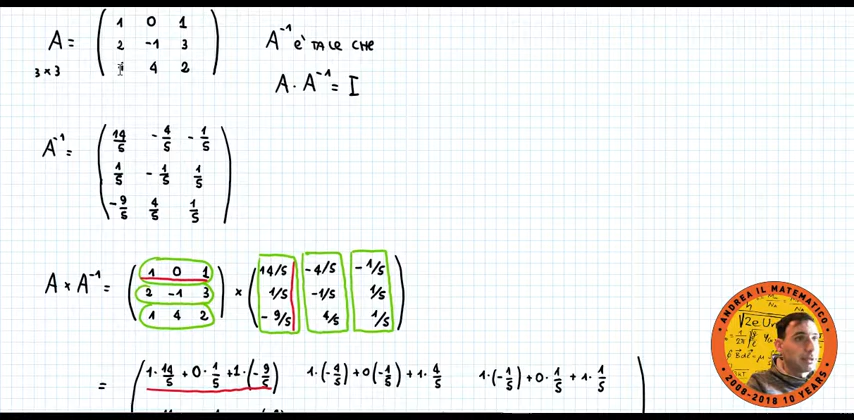 A = ( 1 0 1
2 -1 3
4 2 )
3×3
A⁻¹ è TALE CHE
A · A⁻¹ = I
A⁻¹ = ( 14/5 -4/5 -1/5
1/5 -1/5 1/5
-9/5 4/5 1/5 )
A × A⁻¹ = ( 1 0 1
2 -1 3
1 4 2 ) × ( 14/5 -4/5 -1/5
1/5 -1/5 1/5
-9/5 4/5 1/5 )
= ( 1·14/5 + 0·1/5 + 1·(-9/5) 1·(-4/5) + 0(-1/5) + 1·4/5 1·(-1/5) + 0·1/5 + 1·1/5 )
ANDREA IL MATEMATICO
2008-2018 10 YEARS